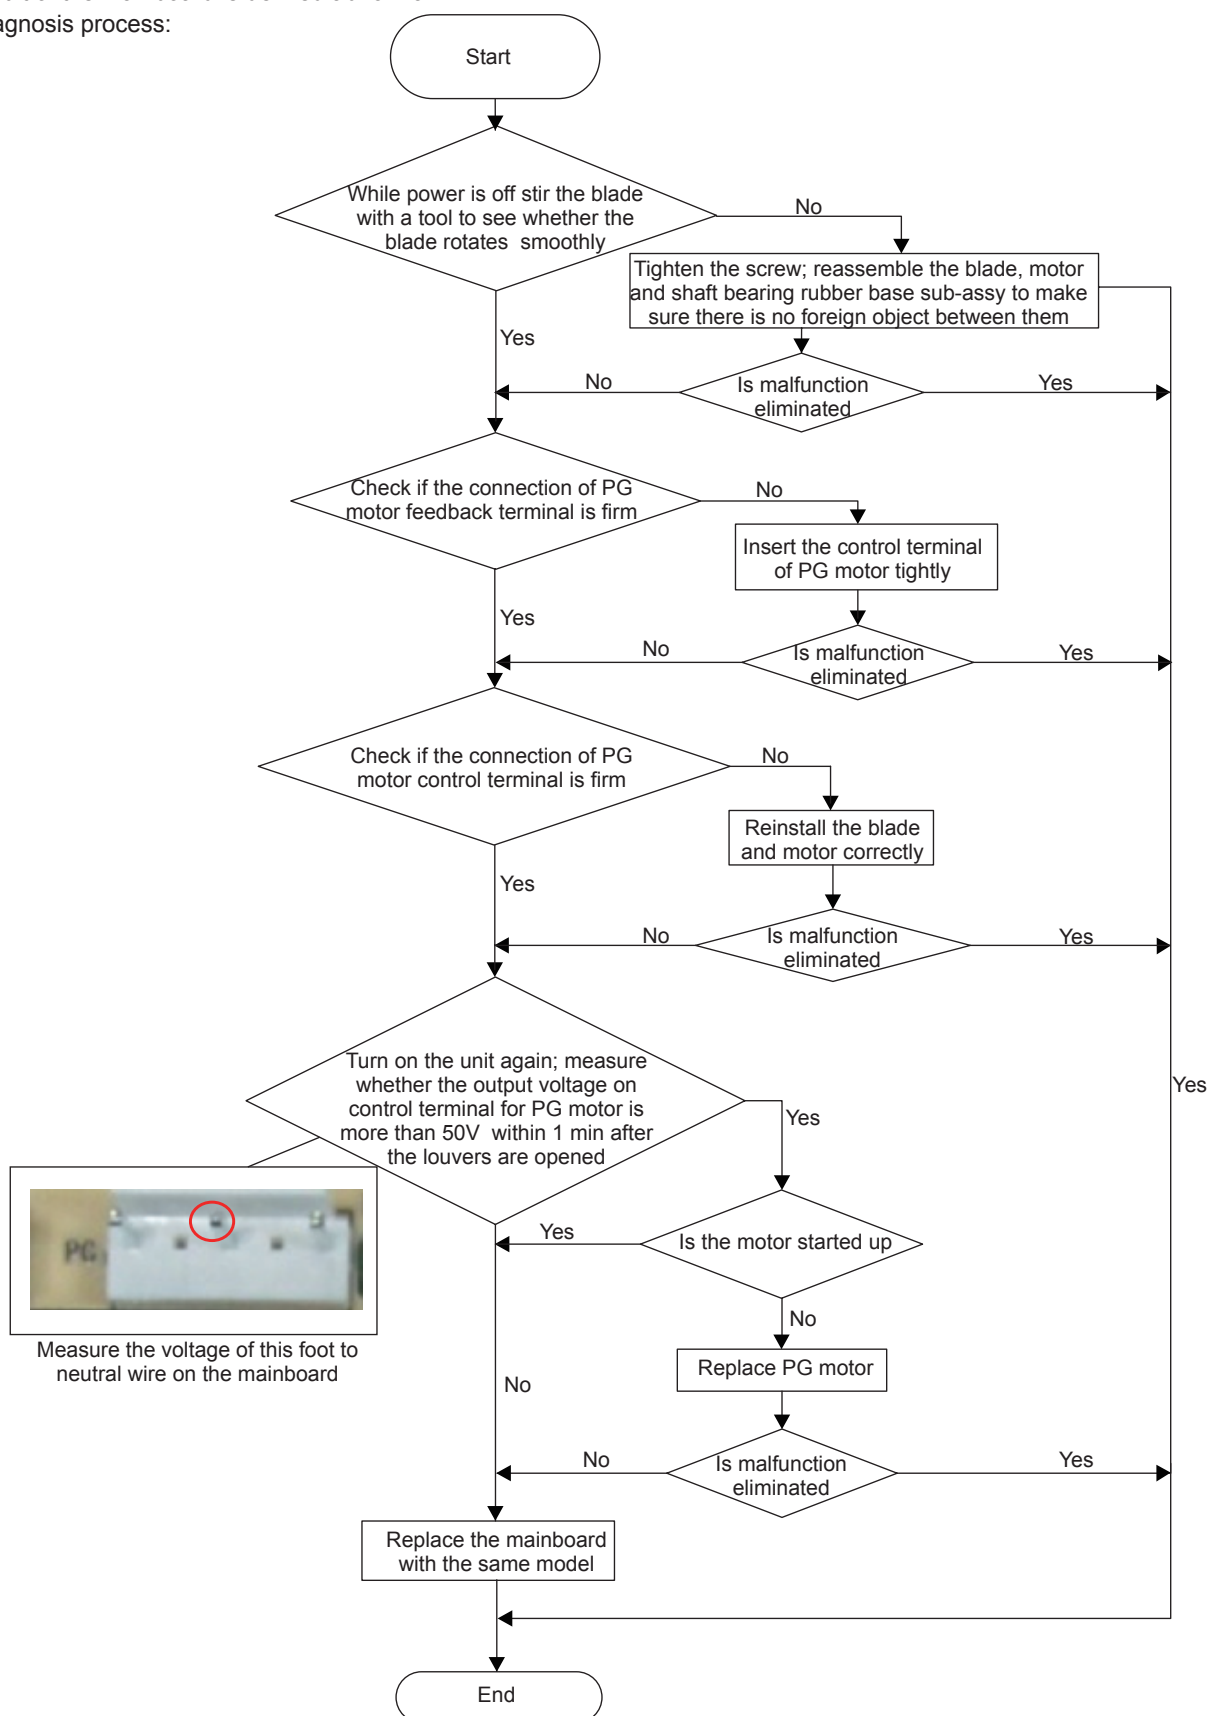 agnosis process:
Start
While power is off stir the blade
with a tool to see whether the
blade rotates smoothly
No
Tighten the screw; reassemble the blade, motor
and shaft bearing rubber base sub-assy to make
sure there is no foreign object between them
Yes
No
Is malfunction
eliminated
Yes
Check if the connection of PG
motor feedback terminal is firm
No
Insert the control terminal
of PG motor tightly
Yes
No
Is malfunction
eliminated
Yes
Check if the connection of PG
motor control terminal is firm
No
Reinstall the blade
and motor correctly
Yes
No
Is malfunction
eliminated
Yes
Turn on the unit again; measure
whether the output voltage on
control terminal for PG motor is
more than 50V within 1 min after
the louvers are opened
Yes
Yes
PG
Yes
Is the motor started up
Measure the voltage of this foot to
neutral wire on the mainboard
No
Replace PG motor
No
No
Is malfunction
eliminated
Yes
Replace the mainboard
with the same model
End